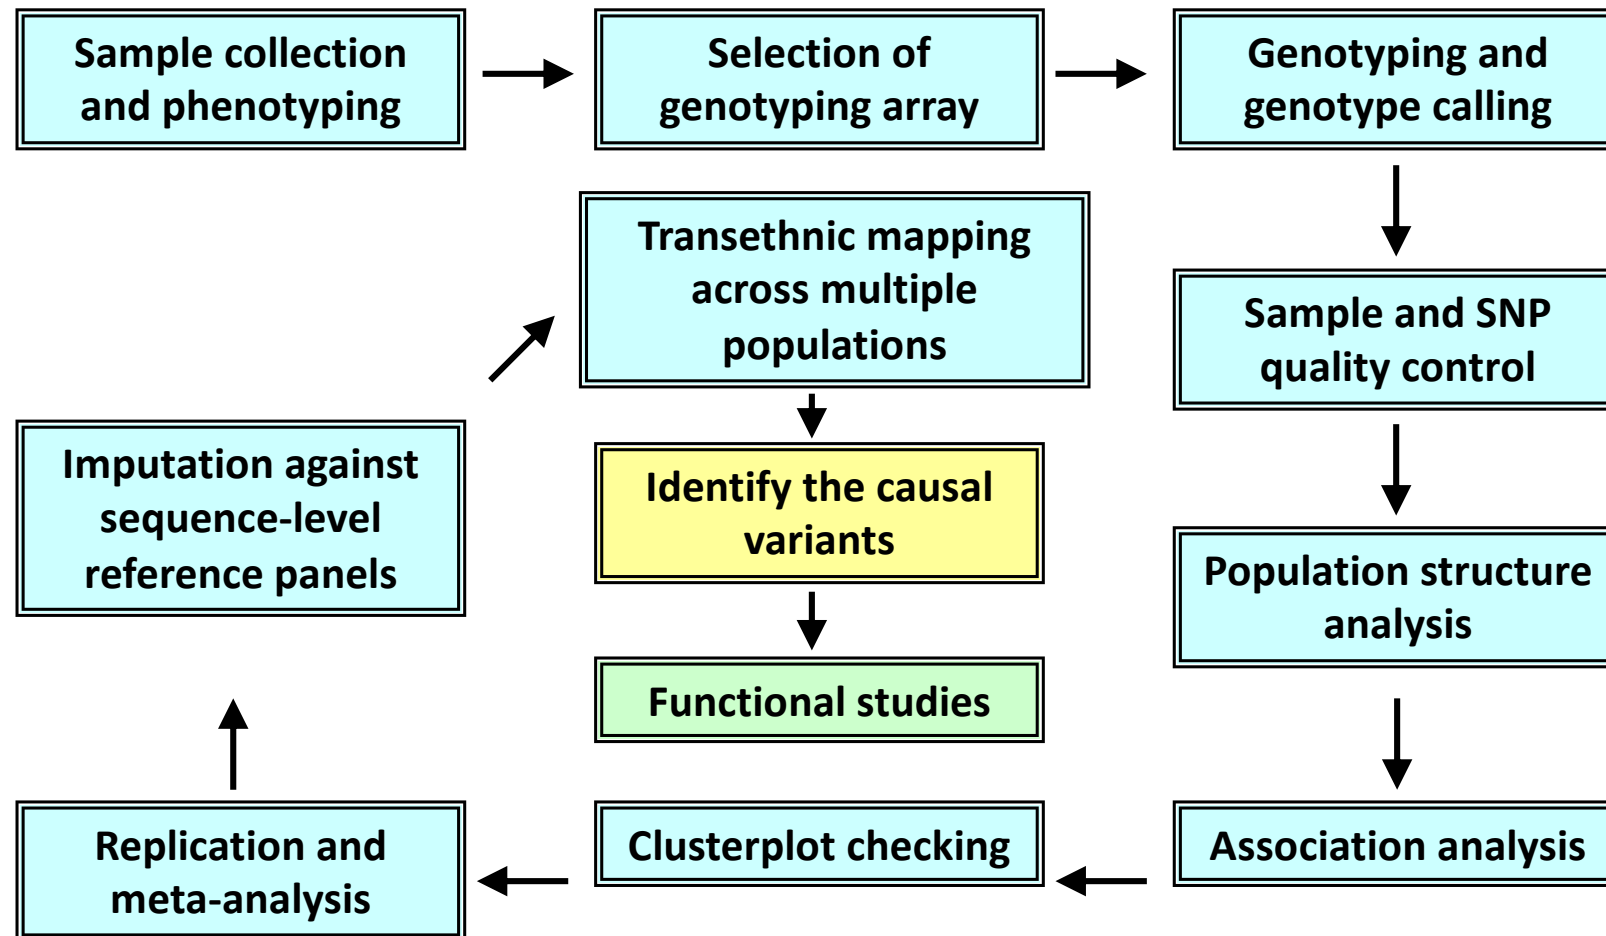 Sample collection
and phenotyping
Selection of
genotyping array
Genotyping and
genotype calling
Transethnic mapping
across multiple
populations
Sample and SNP
quality control
Imputation against
sequence-level
reference panels
Identify the causal
variants
Population structure
analysis
Functional studies
Replication and
meta-analysis
Clusterplot checking
Association analysis